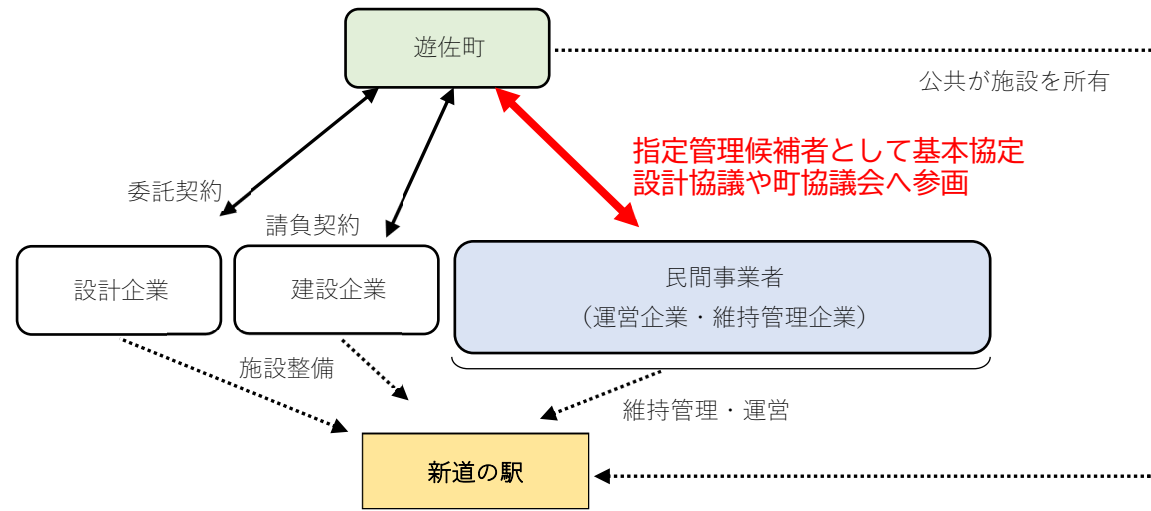 遊佐町
公共が施設を所有
指定管理候補者として基本協定
設計協議や町協議会へ参画
委託契約
請負契約
設計企業
建設企業
民間事業者
（運営企業・維持管理企業）
施設整備
維持管理・運営
新道の駅